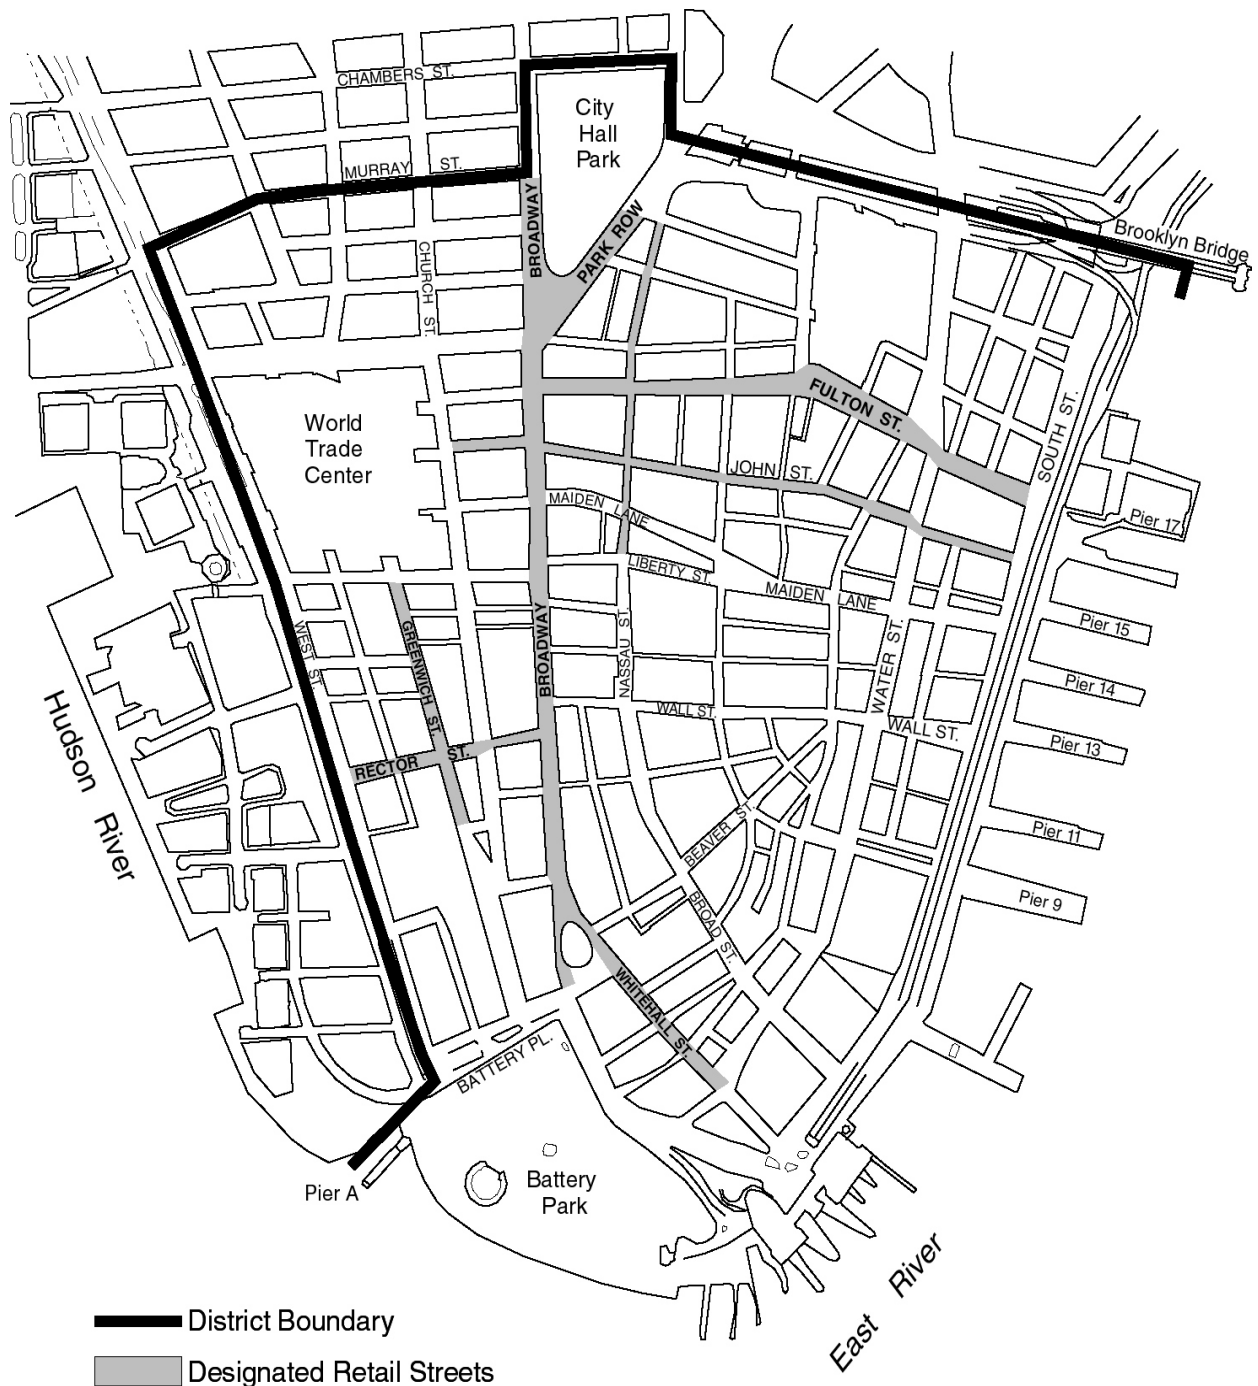 CHAMBERS ST.
City
Hall
Park
MURRAY ST.
BROADWAY
PARK ROW
Brooklyn Bridge
CHURCH ST.
FULTON ST.
SOUTH ST.
World
Trade
Center
JOHN ST.
MAIDEN LANE
Pier 17
LIBERTY ST.
MAIDEN LANE
WEST ST.
GREENWICH ST.
BROADWAY
NASSAU ST.
WATER ST.
Pier 15
Pier 14
WALL ST.
WALL ST.
Pier 13
Hudson River
RECTOR ST.
BEAVER ST.
Pier 11
BROAD ST.
Pier 9
WHITEHALL ST.
BATTERY PL.
Pier A
Battery
Park
East River
District Boundary
Designated Retail Streets